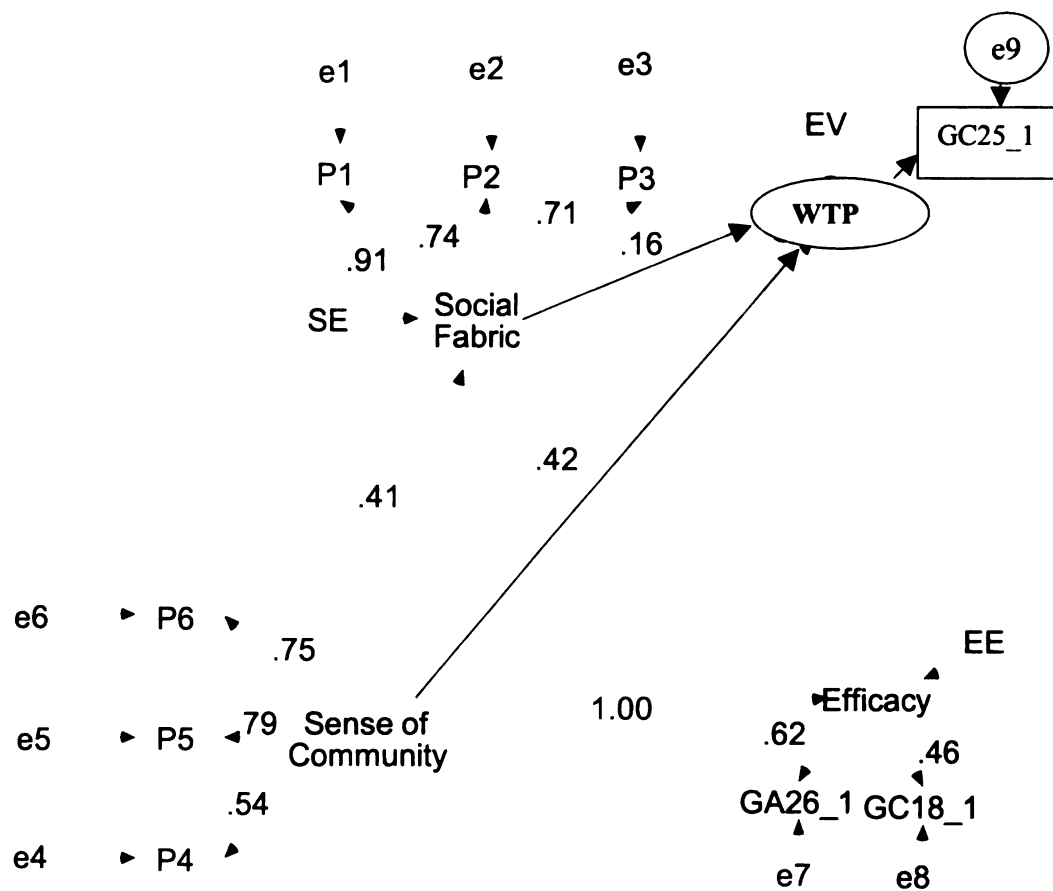 e9
e1
e2
e3
EV
GC25_1
P1
P2
P3
WTP
.71
.74
.16
.91
SE
Social
Fabric
.42
.41
e6
P6
.75
EE
Efficacy
1.00
.79
Sense of
Community
e5
P5
.62
.46
.54
GA26_1
GC18_1
e4
P4
e7
e8